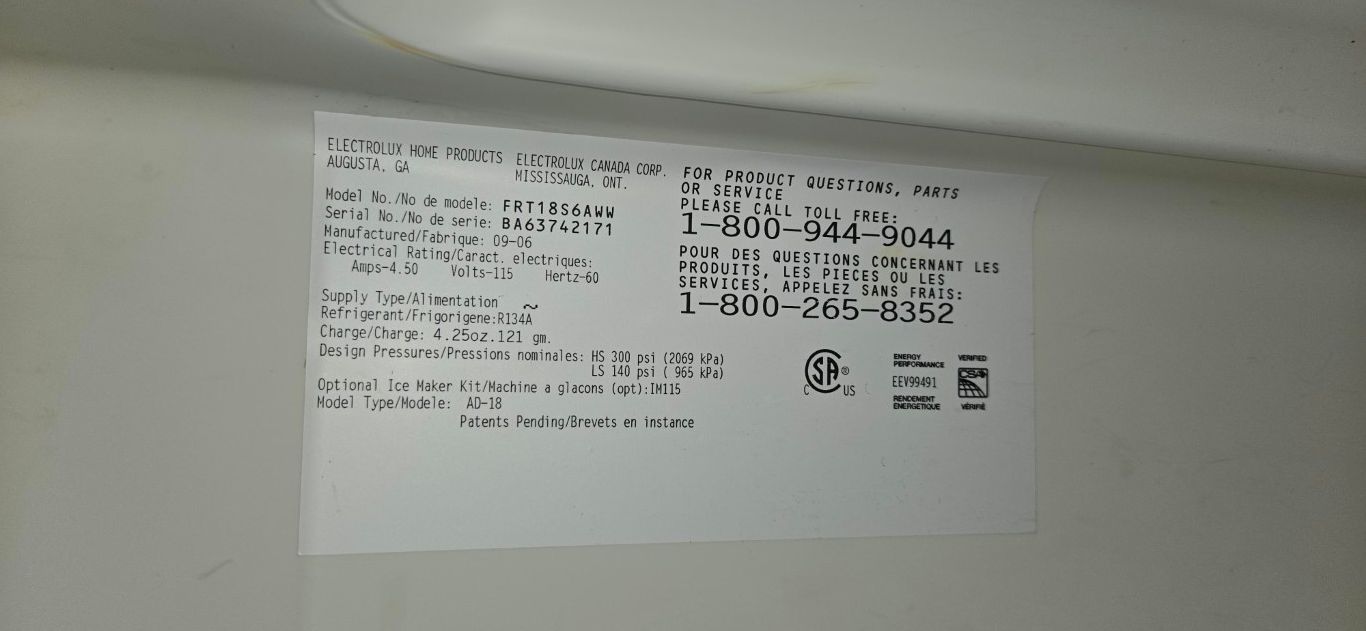 ELECTROLUX HOME PRODUCTS
AUGUSTA, GA
ELECTROLUX CANADA CORP.
MISSISSAUGA, ONT.
Model No./No de modele: FRT18S6AWW
Serial No./No de serie: BA63742171
Manufactured/Fabrique: 09-06
Electrical Rating/Caract. electriques:
Amps-4.50 Volts-115 Hertz-60
Supply Type/Alimentation ~
Refrigerant/Frigorigene:R134A
Charge/Charge: 4.25oz.121 gm.
Design Pressures/Pressions nominales: HS 300 psi (2069 kPa)
LS 140 psi ( 965 kPa)
Optional Ice Maker Kit/Machine a glacons (opt):IM115
Model Type/Modele: AD-18
Patents Pending/Brevets en instance
FOR PRODUCT QUESTIONS, PARTS
OR SERVICE
PLEASE CALL TOLL FREE:
1-800-944-9044
POUR DES QUESTIONS CONCERNANT LES
PRODUITS, LES PIECES OU LES
SERVICES, APPELEZ SANS FRAIS:
1-800-265-8352
C SA ® US
ENERGY
PERFORMANCE
EEV99491
RENDEMENT
ENERGETIQUE
VERIFIED
CSA
VÉRIFIÉ